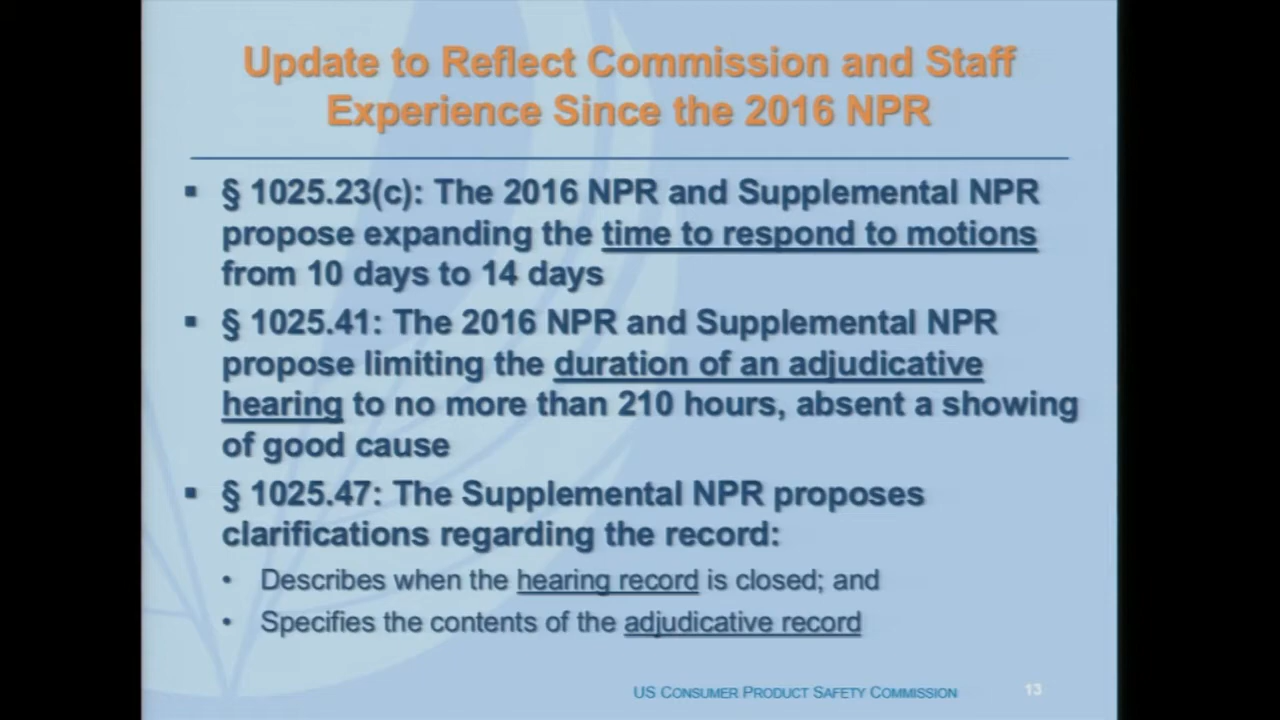 Update to Reflect Commission and Staff
Experience Since the 2016 NPR
▪ § 1025.23(c): The 2016 NPR and Supplemental NPR
propose expanding the time to respond to motions
from 10 days to 14 days
▪ § 1025.41: The 2016 NPR and Supplemental NPR
propose limiting the duration of an adjudicative
hearing to no more than 210 hours, absent a showing
of good cause
▪ § 1025.47: The Supplemental NPR proposes
clarifications regarding the record:
• Describes when the hearing record is closed; and
• Specifies the contents of the adjudicative record
US CONSUMER PRODUCT SAFETY COMMISSION 13